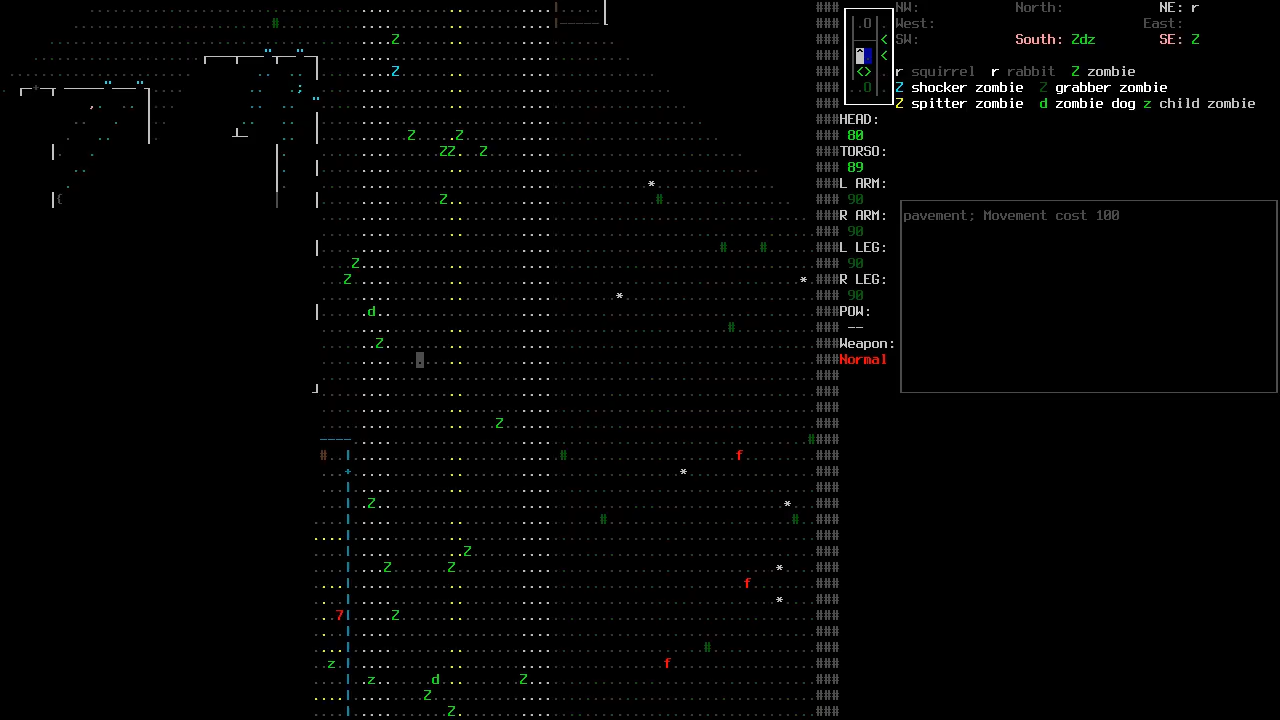 NW: North: NE: r
West: East:
SW: South: Zdz SE: Z
r squirrel r rabbit Z zombie
Z shocker zombie Z grabber zombie
Z spitter zombie d zombie dog z child zombie
HEAD:
80
TORSO:
89
L ARM:
90
R ARM:
90
pavement; Movement cost 100
L LEG:
90
R LEG:
90
POW:
--
Weapon:
Normal